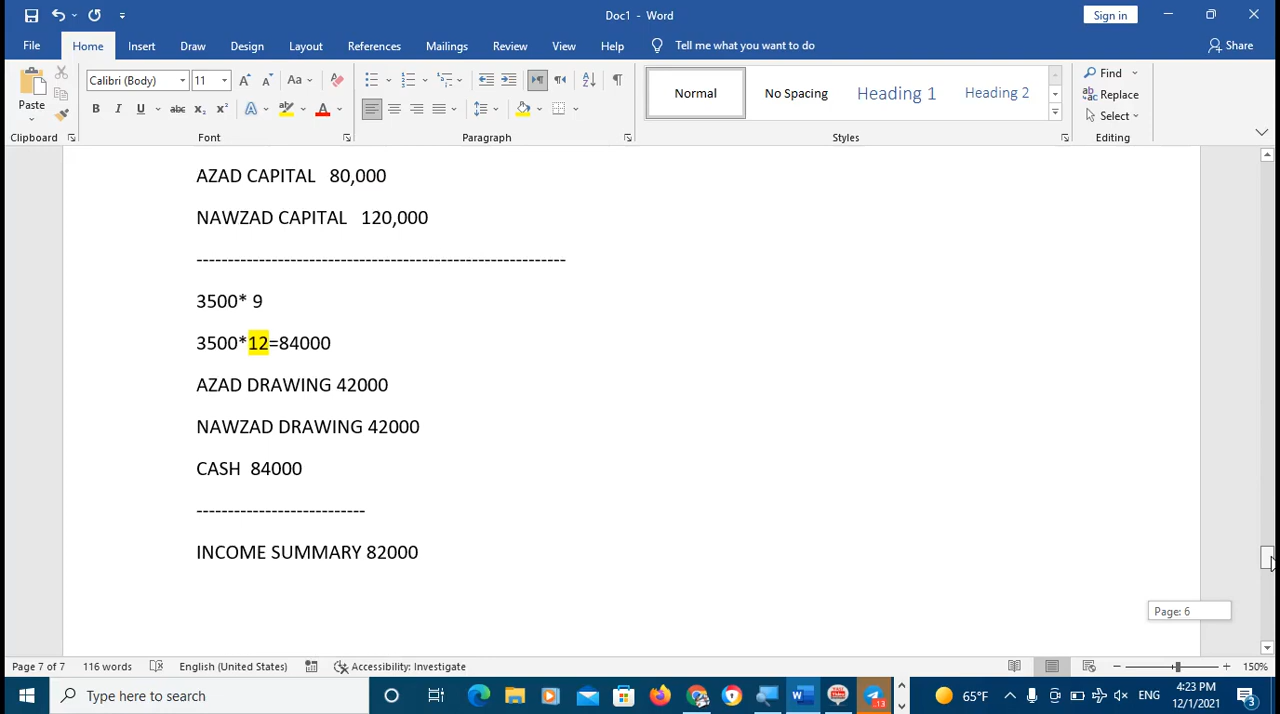 Doc1 - Word
Sign in
File Home Insert Draw Design Layout References Mailings Review View Help Tell me what you want to do Share
Paste
Calibri (Body) 11
Normal No Spacing Heading 1 Heading 2
Find
Replace
Select
Clipboard Font Paragraph Styles Editing
AZAD CAPITAL 80,000
NAWZAD CAPITAL 120,000
----------------------------------------------------------
3500* 9
3500*12=84000
AZAD DRAWING 42000
NAWZAD DRAWING 42000
CASH 84000
---------------------------
INCOME SUMMARY 82000
Page: 6
Page 7 of 7 116 words English (United States) Accessibility: Investigate 150%
Type here to search
65°F ENG
4:23 PM
12/1/2021
3
13